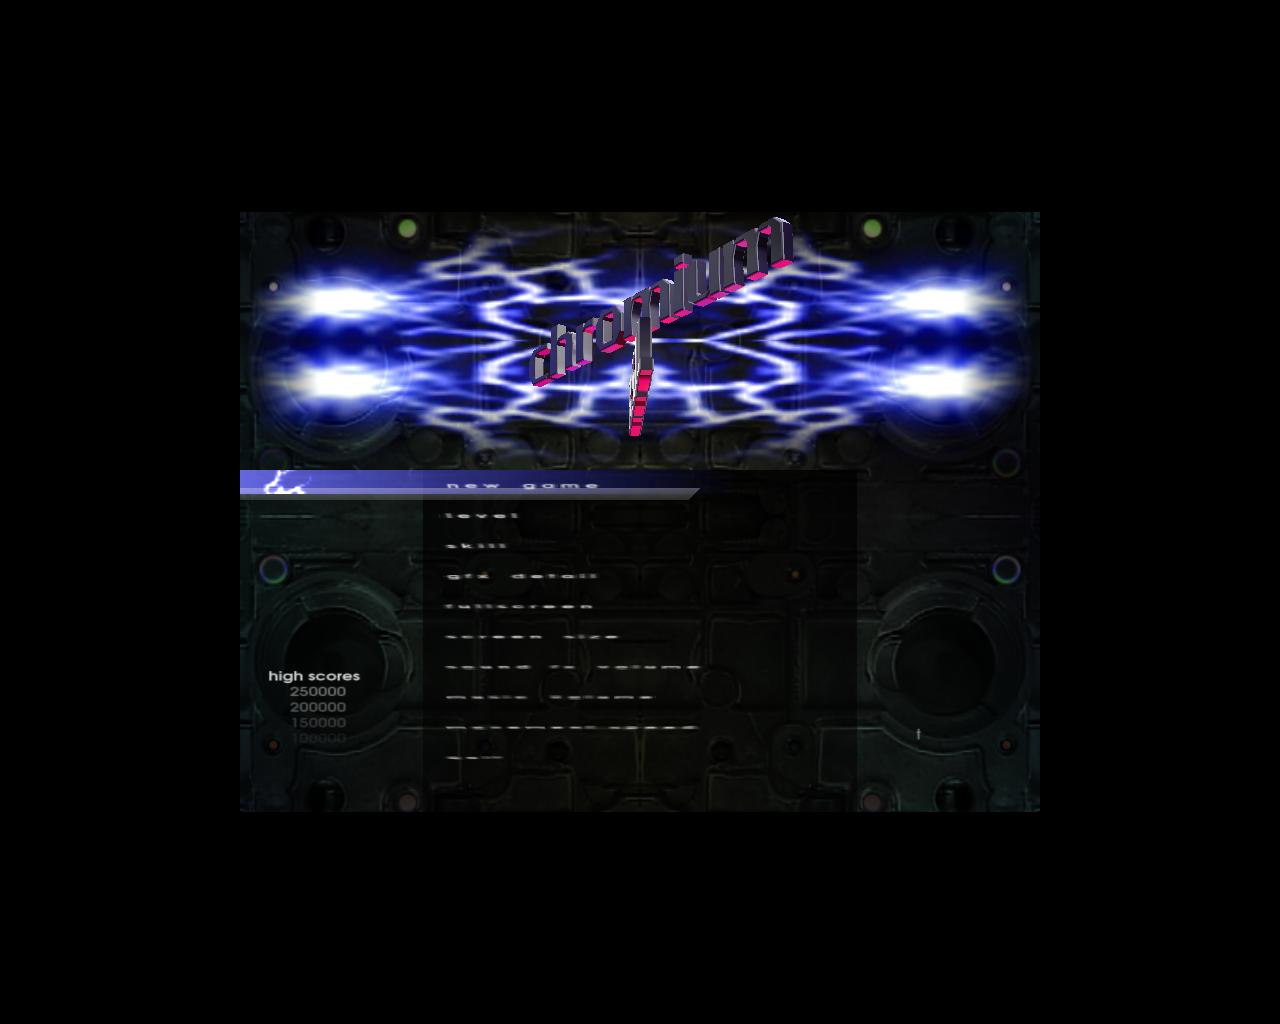 chromium
new game
level
skill
gfx detail
fullscreen
screen size
sound fx volume
music volume
high scores
250000
200000
150000
100000